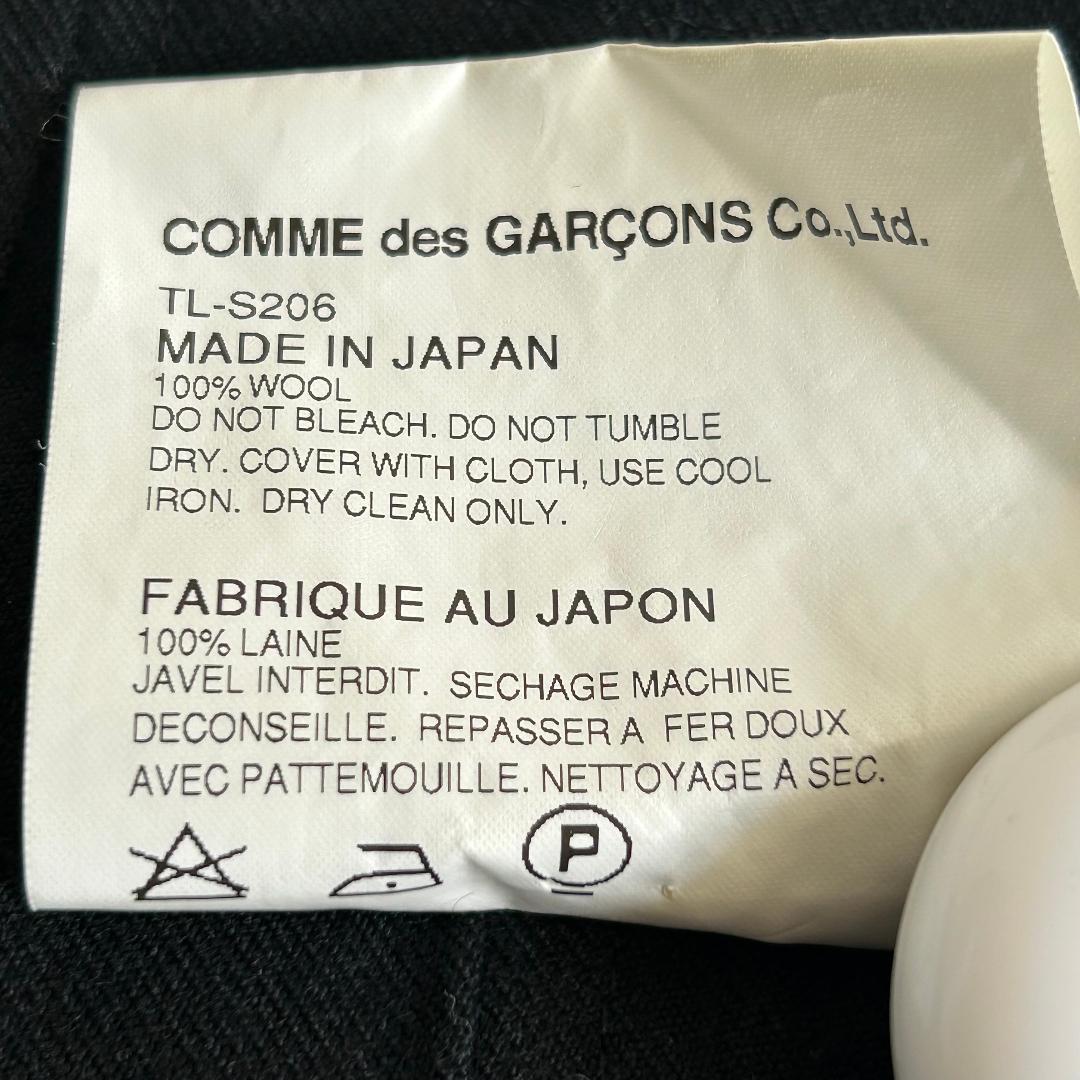 COMME des GARÇONS Co.,Ltd.
TL-S206
MADE IN JAPAN
100% WOOL
DO NOT BLEACH. DO NOT TUMBLE
DRY. COVER WITH CLOTH, USE COOL
IRON. DRY CLEAN ONLY.
FABRIQUE AU JAPON
100% LAINE
JAVEL INTERDIT. SECHAGE MACHINE
DECONSEILLE. REPASSER A FER DOUX
AVEC PATTEMOUILLE. NETTOYAGE A SEC.
P